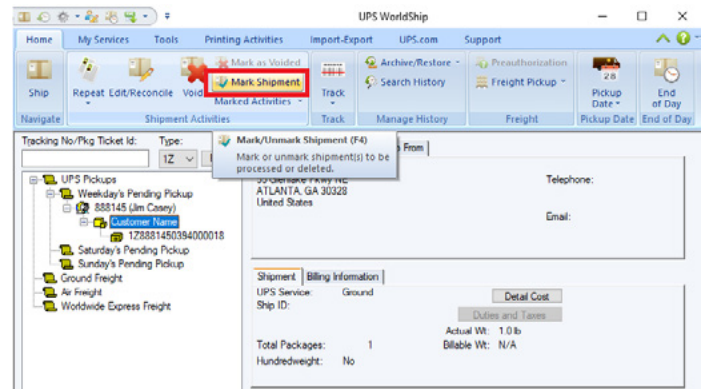 UPS WorldShip
Home My Services Tools Printing Activities Import-Export UPS.com Support
Mark as Voided
Archive/Restore
Preauthorization
28
Mark Shipment
Search History
Freight Pickup
Ship Repeat Edit/Reconcile Void Marked Activities Track Pickup Date End of Day
Navigate Shipment Activities Track Manage History Freight Pickup Date End of Day
Tracking No/Pkg Ticket Id: Type:
1Z
Mark/Unmark Shipment (F4)
Mark or unmark shipment(s) to be
processed or deleted.
From
UPS Pickups
Weekday's Pending Pickup
888145 (Jim Casey)
Customer Name
1Z8881450394000018
Saturday's Pending Pickup
Sunday's Pending Pickup
Ground Freight
Air Freight
Worldwide Express Freight
Telephone:
ATLANTA, GA 30328
United States
Email:
Shipment Billing Information
UPS Service: Ground
Detail Cost
Ship ID:
Duties and Taxes
Actual Wt: 1.0 lb
Total Packages: 1 Billable Wt: N/A
Hundredweight: No